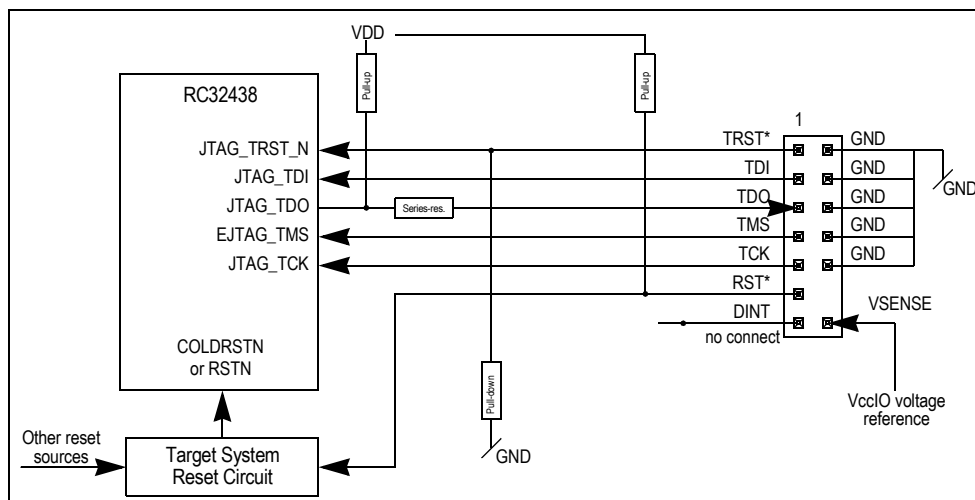 VDD
Pull-up
Pull-up
RC32438
1
JTAG_TRST_N
TRST*
GND
JTAG_TDI
TDI
GND
GND
JTAG_TDO
Series-res.
TDO
GND
EJTAG_TMS
TMS
GND
JTAG_TCK
TCK
GND
RST*
VSENSE
DINT
no connect
COLDRSTN
or RSTN
Pull-down
VccIO voltage
reference
Other reset
sources
Target System
Reset Circuit
GND